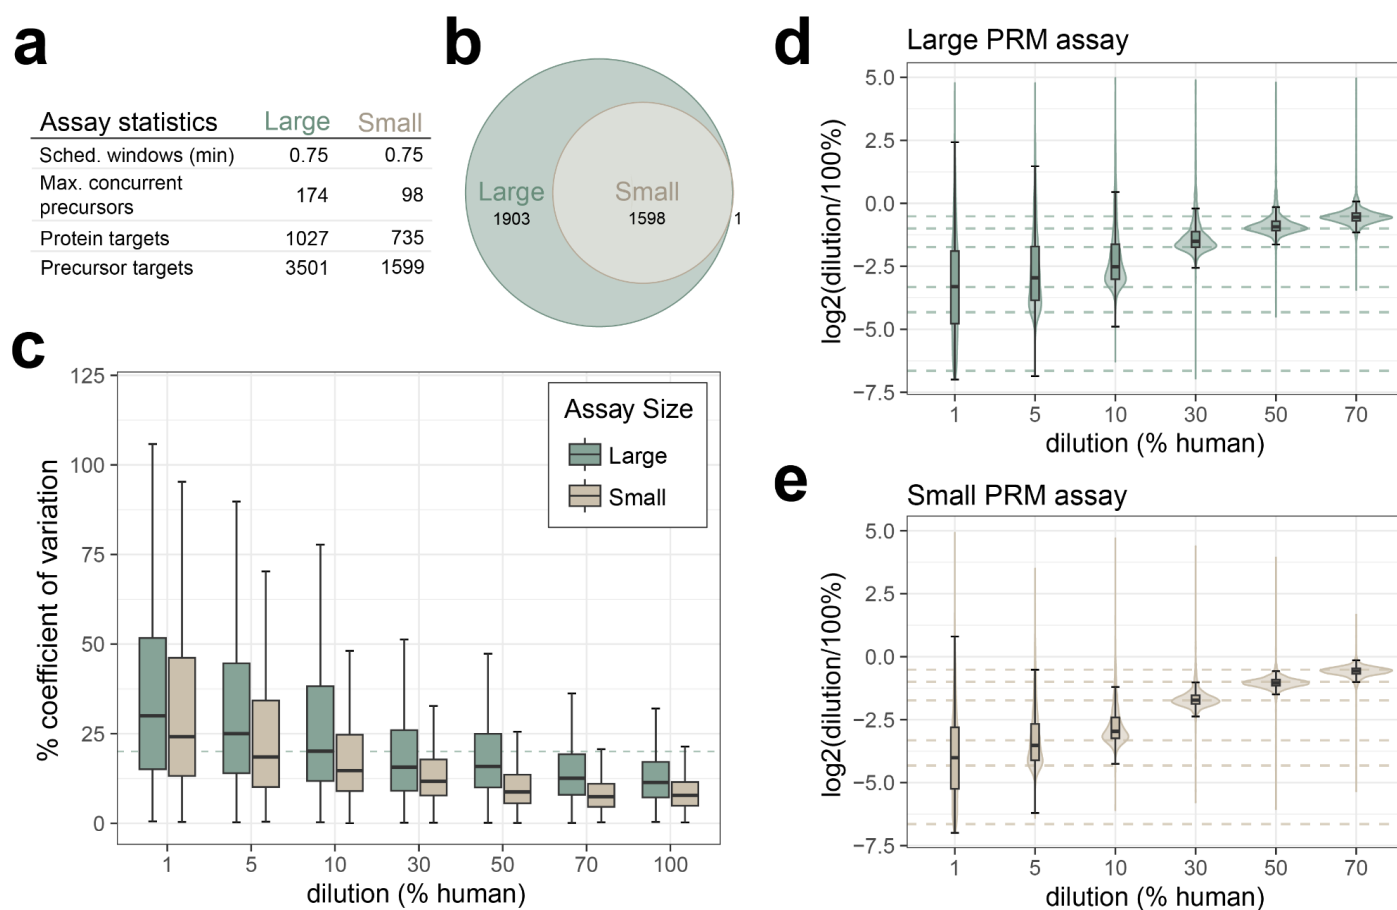 a
Assay statistics Large Small
Sched. windows (min) 0.75 0.75
Max. concurrent
precursors 174 98
Protein targets 1027 735
Precursor targets 3501 1599
b
Large
1903
Small
1598
1
c
% coefficient of variation
125
100
75
50
25
0
Assay Size
Large
Small
1 5 10 30 50 70 100
dilution (% human)
d
Large PRM assay
log2(dilution/100%)
5.0
2.5
0.0
−2.5
−5.0
−7.5
1 5 10 30 50 70
dilution (% human)
e
Small PRM assay
log2(dilution/100%)
5.0
2.5
0.0
−2.5
−5.0
−7.5
1 5 10 30 50 70
dilution (% human)